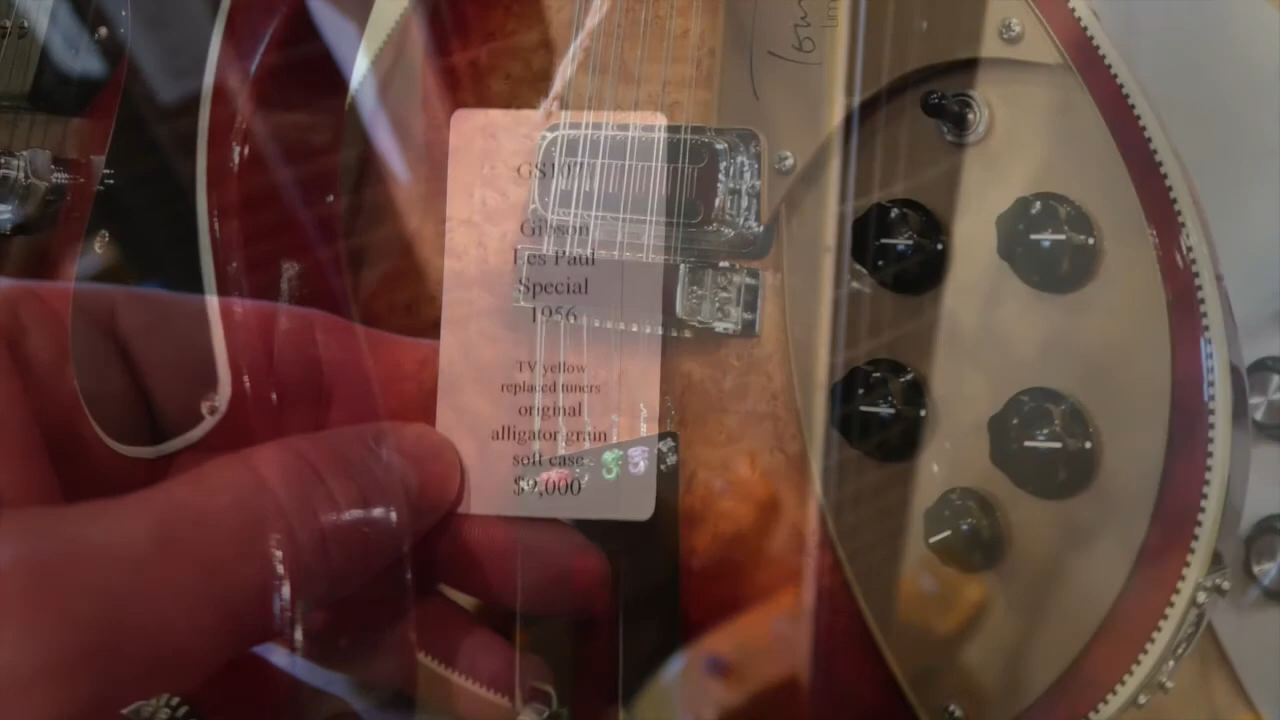 Gibson
Les Paul
Special
1956
TV yellow
replaced tuners
original
alligator grain
soft case
$9,000